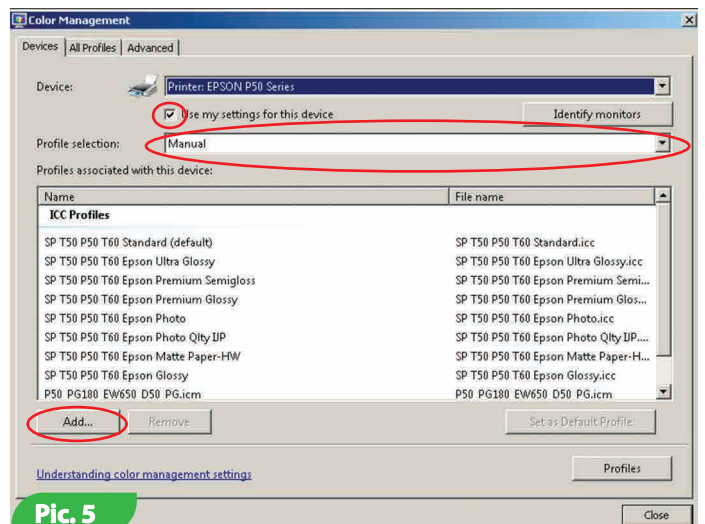 Color Management
Devices All Profiles Advanced
Device: Printer: EPSON P50 Series
Use my settings for this device Identify monitors
Profile selection: Manual
Profiles associated with this device:
Name File name
ICC Profiles
SP T50 P50 T60 Standard (default) SP T50 P50 T60 Standard.icc
SP T50 P50 T60 Epson Ultra Glossy SP T50 P50 T60 Epson Ultra Glossy.icc
SP T50 P50 T60 Epson Premium Semigloss SP T50 P50 T60 Epson Premium Semi...
SP T50 P50 T60 Epson Premium Glossy SP T50 P50 T60 Epson Premium Glos...
SP T50 P50 T60 Epson Photo SP T50 P50 T60 Epson Photo.icc
SP T50 P50 T60 Epson Photo Qlty IJP SP T50 P50 T60 Epson Photo Qlty IJP....
SP T50 P50 T60 Epson Matte Paper-HW SP T50 P50 T60 Epson Matte Paper-H...
SP T50 P50 T60 Epson Glossy SP T50 P50 T60 Epson Glossy.icc
P50 PG180 EW650 D50 PG.icm P50 PG180 EW650 D50 PG.icm
Add... Remove Set as Default Profile
Understanding color management settings Profiles
Pic. 5 Close